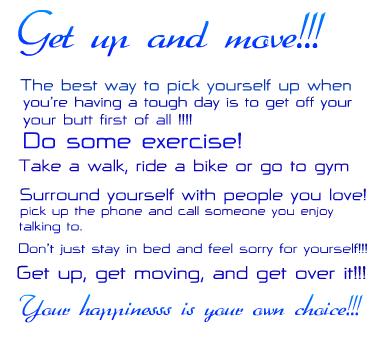 Get up and move!!!
The best way to pick yourself up when
you're having a tough day is to get off your
your butt first of all !!!!
Do some exercise!
Take a walk, ride a bike or go to gym
Surround yourself with people you love!
pick up the phone and call someone you enjoy
talking to.
Don't just stay in bed and feel sorry for yourself!!!
Get up, get moving, and get over it!!!
Your happinesss is your own choice!!!